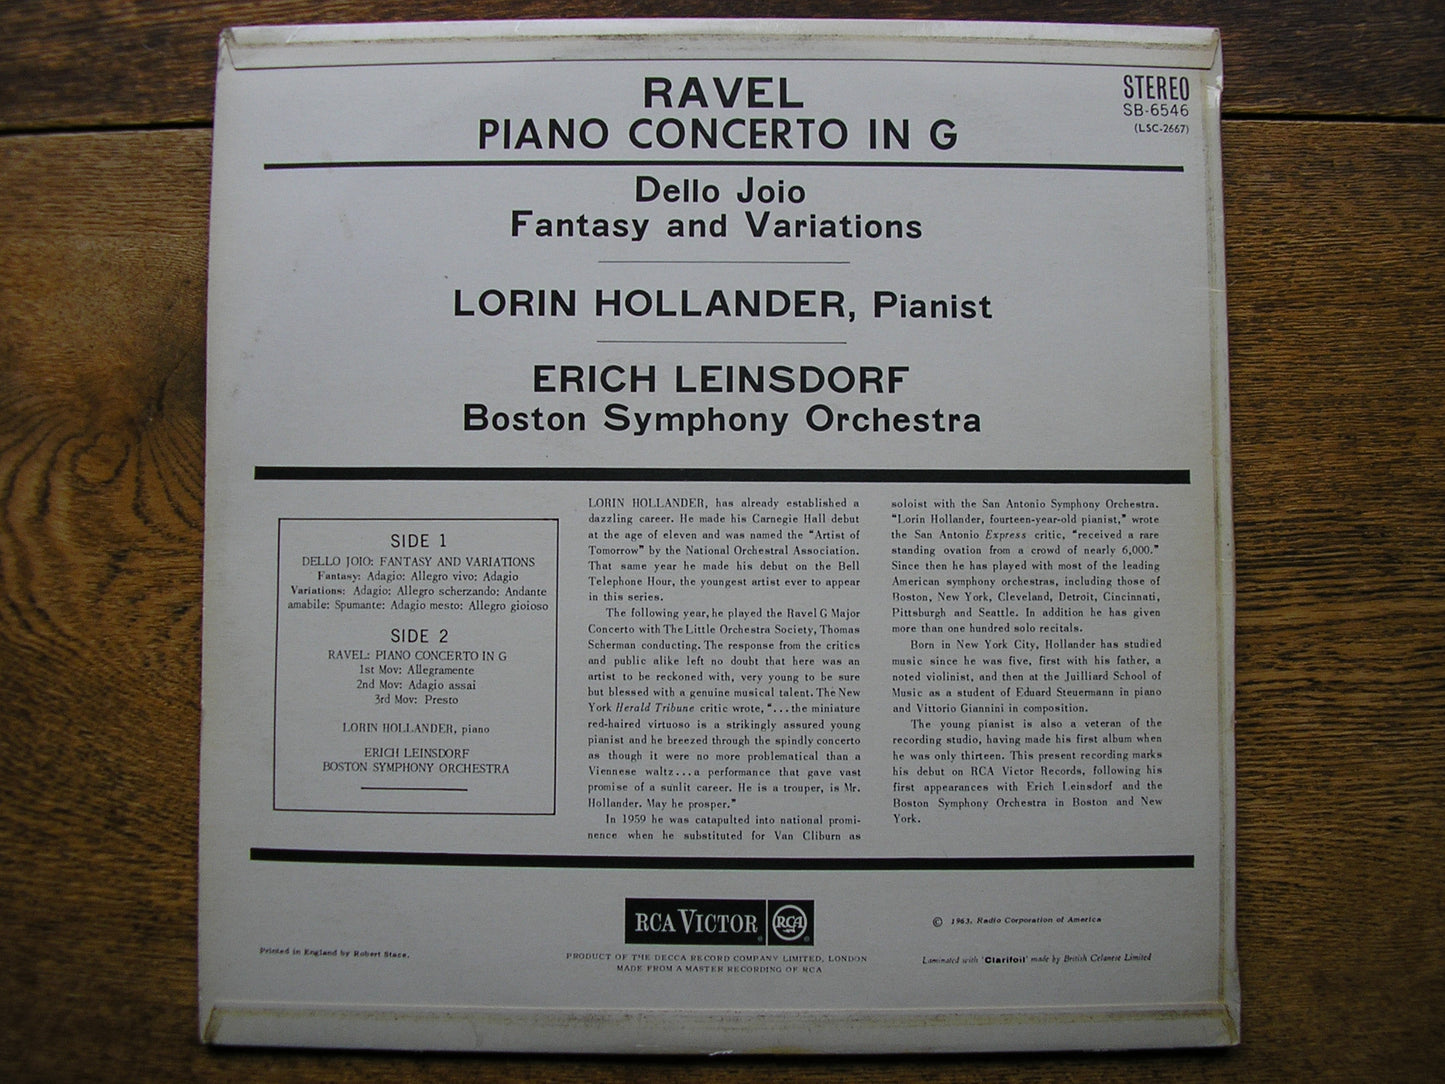 RAVEL
PIANO CONCERTO IN G
STEREO
SB-6546
(LSC-2667)
Dello Joio
Fantasy and Variations
LORIN HOLLANDER, Pianist
ERICH LEINSDORF
Boston Symphony Orchestra
SIDE 1
DELLO JOIO: FANTASY AND VARIATIONS
Fantasy: Adagio: Allegro vivo: Adagio
Variations: Adagio: Allegro scherzando: Andante
amabile: Spumante: Adagio mesto: Allegro gioioso
SIDE 2
RAVEL: PIANO CONCERTO IN G
1st Mov: Allegramente
2nd Mov: Adagio assai
3rd Mov: Presto
LORIN HOLLANDER, piano
ERICH LEINSDORF
BOSTON SYMPHONY ORCHESTRA
LORIN HOLLANDER, has already established a
dazzling career. He made his Carnegie Hall debut
at the age of eleven and was named the "Artist of
Tomorrow" by the National Orchestral Association.
That same year he made his debut on the Bell
Telephone Hour, the youngest artist ever to appear
in this series.
The following year, he played the Ravel G Major
Concerto with The Little Orchestra Society, Thomas
Scherman conducting. The response from the critics
and public alike left no doubt that here was an
artist to be reckoned with, very young to be sure
but blessed with a genuine musical talent. The New
York Herald Tribune critic wrote, "...the miniature
red-haired virtuoso is a strikingly assured young
pianist and he breezed through the spindly concerto
as though it were no more problematical than a
Viennese waltz...a performance that gave vast
promise of a sunlit career. He is a trouper, is Mr.
Hollander. May he prosper."
In 1959 he was catapulted into national promi-
nence when he substituted for Van Cliburn as
soloist with the San Antonio Symphony Orchestra.
"Lorin Hollander, fourteen-year-old pianist," wrote
the San Antonio Express critic, "received a rare
standing ovation from a crowd of nearly 6,000."
Since then he has played with most of the leading
American symphony orchestras, including those of
Boston, New York, Cleveland, Detroit, Cincinnati,
Pittsburgh and Seattle. In addition he has given
more than one hundred solo recitals.
Born in New York City, Hollander has studied
music since he was five, first with his father, a
noted violinist, and then at the Juilliard School of
Music as a student of Eduard Steuermann in piano
and Vittorio Giannini in composition.
The young pianist is also a veteran of the
recording studio, having made his first album when
he was only thirteen. This present recording marks
his debut on RCA Victor Records, following his
first appearances with Erich Leinsdorf and the
Boston Symphony Orchestra in Boston and New
York.
RCA VICTOR ® RCA ®
© 1963, Radio Corporation of America
Printed in England by Robert Stace.
PRODUCT OF THE DECCA RECORD COMPANY LIMITED, LONDON
MADE FROM A MASTER RECORDING OF RCA
Laminated with 'Clarifoil' made by British Celanese Limited